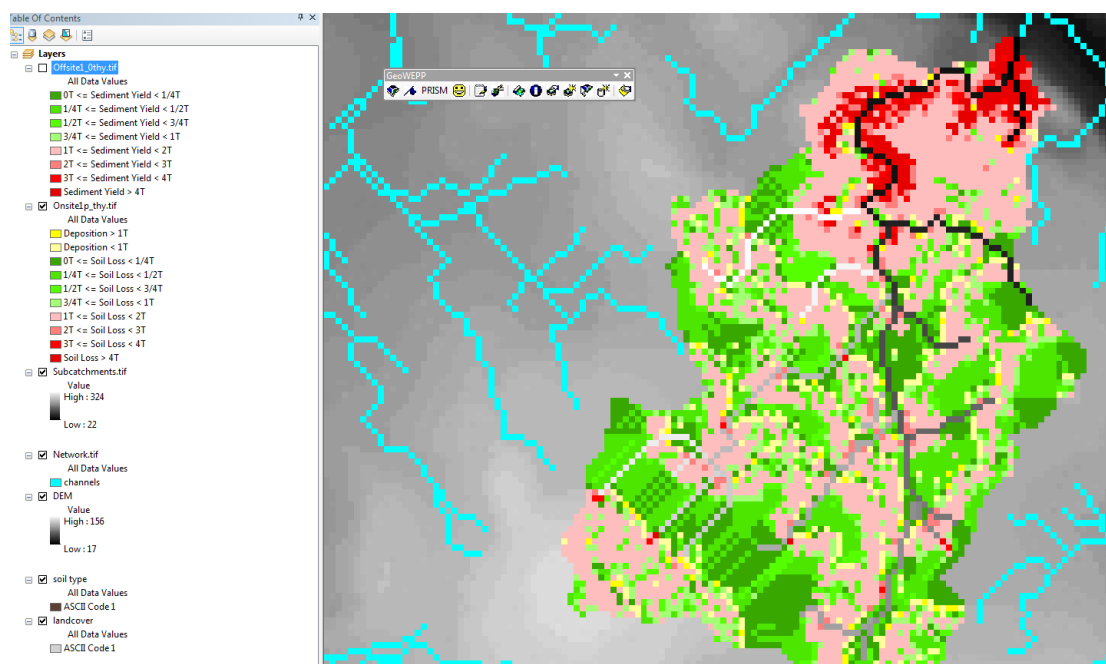 able Of Contents
Layers
Offsite1_0thy.tif
All Data Values
0T <= Sediment Yield < 1/4T
1/4T <= Sediment Yield < 1/2T
1/2T <= Sediment Yield < 3/4T
3/4T <= Sediment Yield < 1T
1T <= Sediment Yield < 2T
2T <= Sediment Yield < 3T
3T <= Sediment Yield < 4T
Sediment Yield > 4T
Onsite1p_thy.tif
All Data Values
Deposition > 1T
Deposition < 1T
0T <= Soil Loss < 1/4T
1/4T <= Soil Loss < 1/2T
1/2T <= Soil Loss < 3/4T
3/4T <= Soil Loss < 1T
1T <= Soil Loss < 2T
2T <= Soil Loss < 3T
3T <= Soil Loss < 4T
Soil Loss > 4T
Subcatchments.tif
Value
High : 324
Low : 22
Network.tif
All Data Values
channels
DEM
Value
High : 156
Low : 17
soil type
ASCII Code 1
landcover
All Data Values
ASCII Code 1
GeoWEPP
PRISM